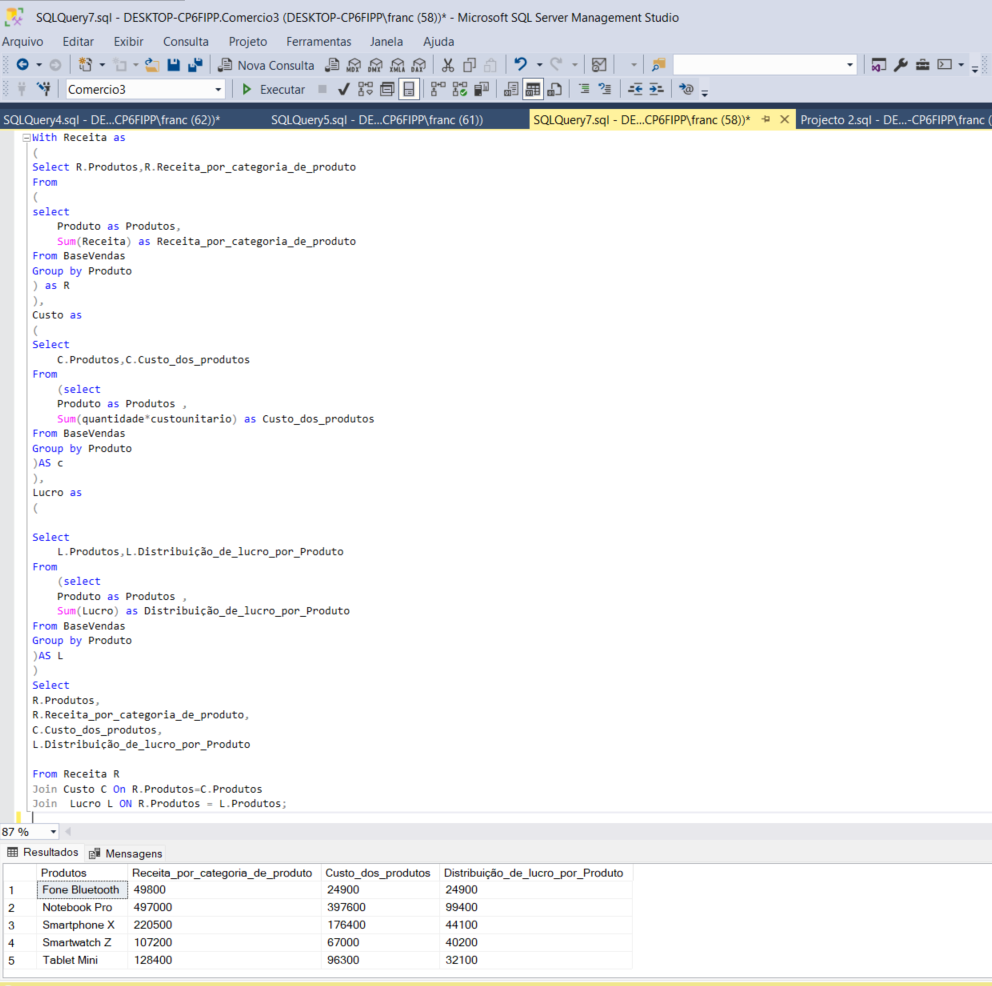 SQLQuery7.sql - DESKTOP-CP6FIPP.Comercio3 (DESKTOP-CP6FIPP\franc (58))* - Microsoft SQL Server Management Studio
Arquivo Editar Exibir Consulta Projeto Ferramentas Janela Ajuda
Nova Consulta MDX DMX XMLA DAX
Comercio3 Executar
SQLQuery4.sql - DE...CP6FIPP\franc (62))* SQLQuery5.sql - DE...CP6FIPP\franc (61)) SQLQuery7.sql - DE...CP6FIPP\franc (58))* Projecto 2.sql - DE...-CP6FIPP\franc (
With Receita as
(
Select R.Produtos,R.Receita_por_categoria_de_produto
From
(
select
Produto as Produtos,
Sum(Receita) as Receita_por_categoria_de_produto
From BaseVendas
Group by Produto
) as R
),
Custo as
(
Select
C.Produtos,C.Custo_dos_produtos
From
(select
Produto as Produtos ,
Sum(quantidade*custounitario) as Custo_dos_produtos
From BaseVendas
Group by Produto
)AS c
),
Lucro as
(
Select
L.Produtos,L.Distribuição_de_lucro_por_Produto
From
(select
Produto as Produtos ,
Sum(Lucro) as Distribuição_de_lucro_por_Produto
From BaseVendas
Group by Produto
)AS L
)
Select
R.Produtos,
R.Receita_por_categoria_de_produto,
C.Custo_dos_produtos,
L.Distribuição_de_lucro_por_Produto
From Receita R
Join Custo C On R.Produtos=C.Produtos
Join Lucro L ON R.Produtos = L.Produtos;
87 %
Resultados Mensagens
Produtos Receita_por_categoria_de_produto Custo_dos_produtos Distribuição_de_lucro_por_Produto
1 Fone Bluetooth 49800 24900 24900
2 Notebook Pro 497000 397600 99400
3 Smartphone X 220500 176400 44100
4 Smartwatch Z 107200 67000 40200
5 Tablet Mini 128400 96300 32100